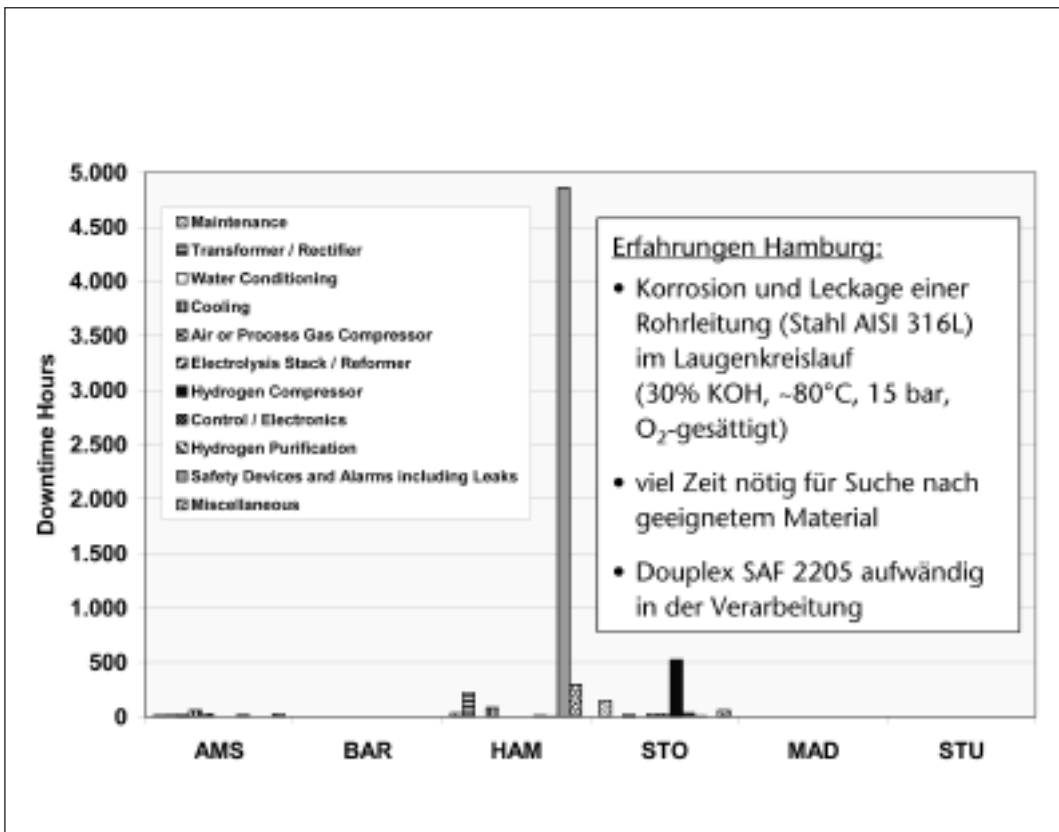 5.000
4.500
4.000
3.500
3.000
2.500
2.000
1.500
1.000
500
0
Downtime Hours
Maintenance
Transformer / Rectifier
Water Conditioning
Cooling
Air or Process Gas Compressor
Electrolysis Stack / Reformer
Hydrogen Compressor
Control / Electronics
Hydrogen Purification
Safety Devices and Alarms including Leaks
Miscellaneous
Erfahrungen Hamburg:
• Korrosion und Leckage einer
Rohrleitung (Stahl AISI 316L)
im Laugenkreislauf
(30% KOH, ~80°C, 15 bar,
O₂-gesättigt)
• viel Zeit nötig für Suche nach
geeignetem Material
• Douplex SAF 2205 aufwändig
in der Verarbeitung
AMS BAR HAM STO MAD STU